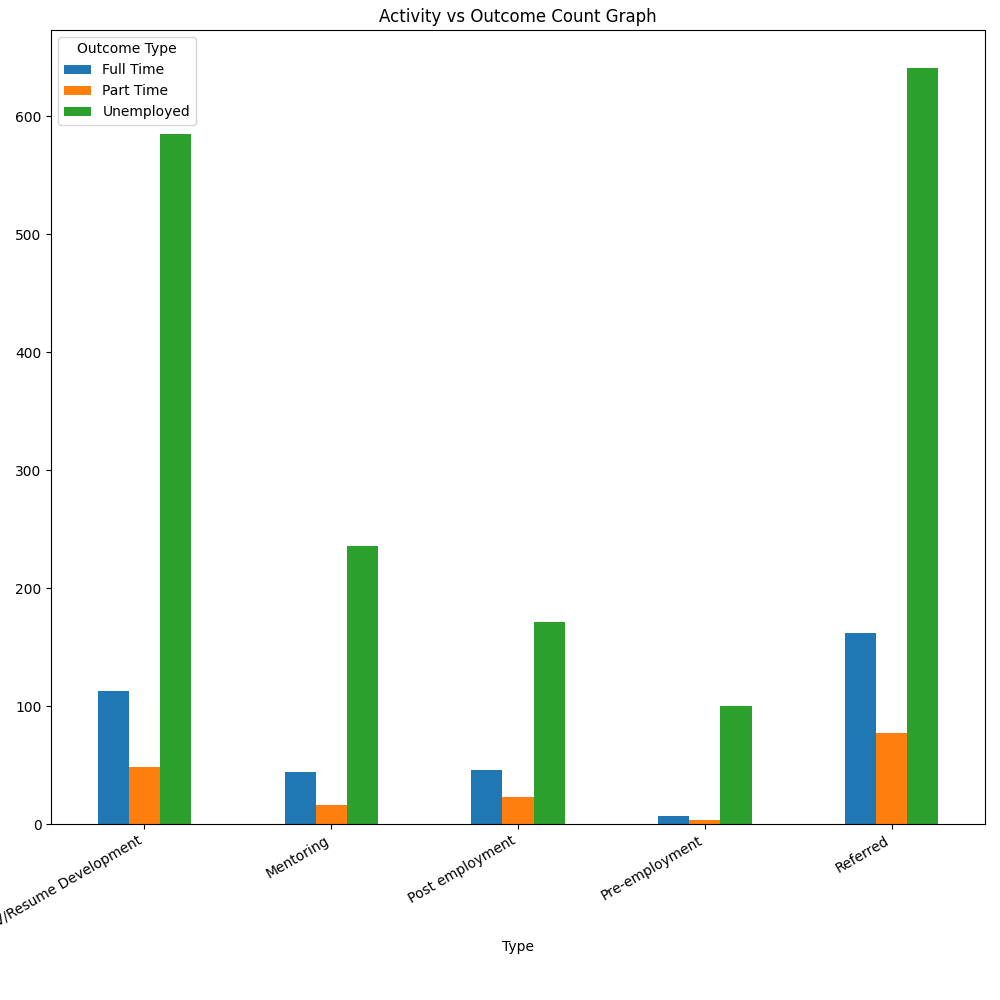 Activity vs Outcome Count Graph
Outcome Type
Full Time
Part Time
Unemployed
600
500
400
300
200
100
0
/Resume Development
Mentoring
Post employment
Pre-employment
Referred
Type